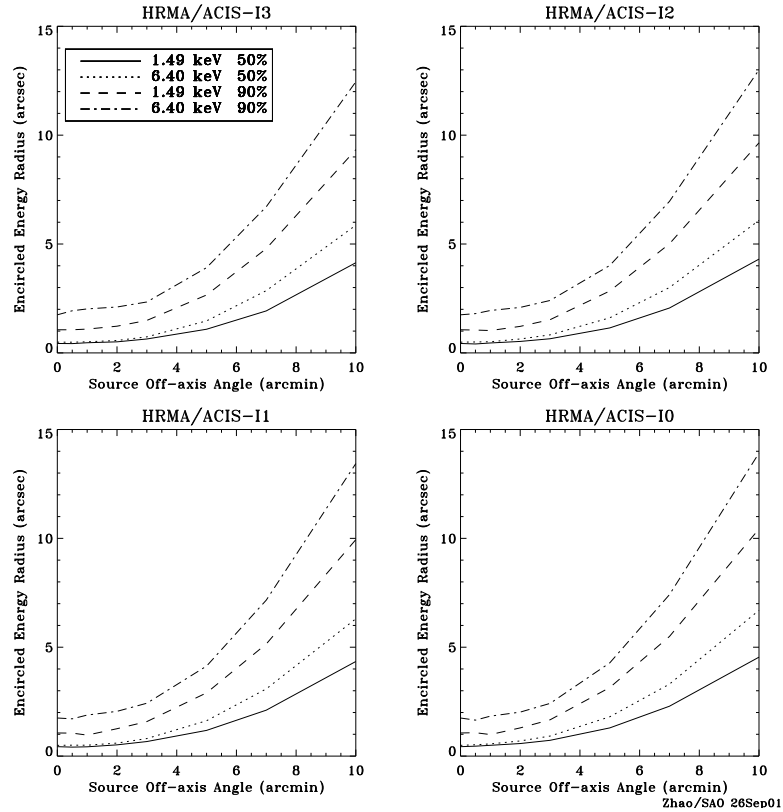 HRMA/ACIS-I3
HRMA/ACIS-I2
15
10
5
0
Encircled Energy Radius (arcsec)
1.49 keV 50%
6.40 keV 50%
1.49 keV 90%
6.40 keV 90%
0 2 4 6 8 10
Source Off-axis Angle (arcmin)
15
10
5
0
Encircled Energy Radius (arcsec)
0 2 4 6 8 10
Source Off-axis Angle (arcmin)
HRMA/ACIS-I1
HRMA/ACIS-I0
15
10
5
0
Encircled Energy Radius (arcsec)
0 2 4 6 8 10
Source Off-axis Angle (arcmin)
15
10
5
0
Encircled Energy Radius (arcsec)
0 2 4 6 8 10
Source Off-axis Angle (arcmin)
Zhao/SAO 26Sep01